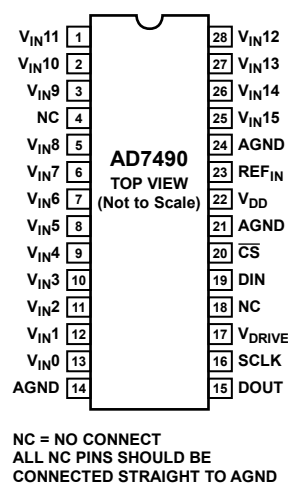 VIN11 1 28 VIN12
VIN10 2 27 VIN13
VIN9 3 26 VIN14
NC 4 25 VIN15
VIN8 5 24 AGND
VIN7 6 23 REFIN
VIN6 7 22 VDD
VIN5 8 21 AGND
VIN4 9 20 C̅S̅
VIN3 10 19 DIN
VIN2 11 18 NC
VIN1 12 17 VDRIVE
VIN0 13 16 SCLK
AGND 14 15 DOUT
AD7490
TOP VIEW
(Not to Scale)
NC = NO CONNECT
ALL NC PINS SHOULD BE
CONNECTED STRAIGHT TO AGND